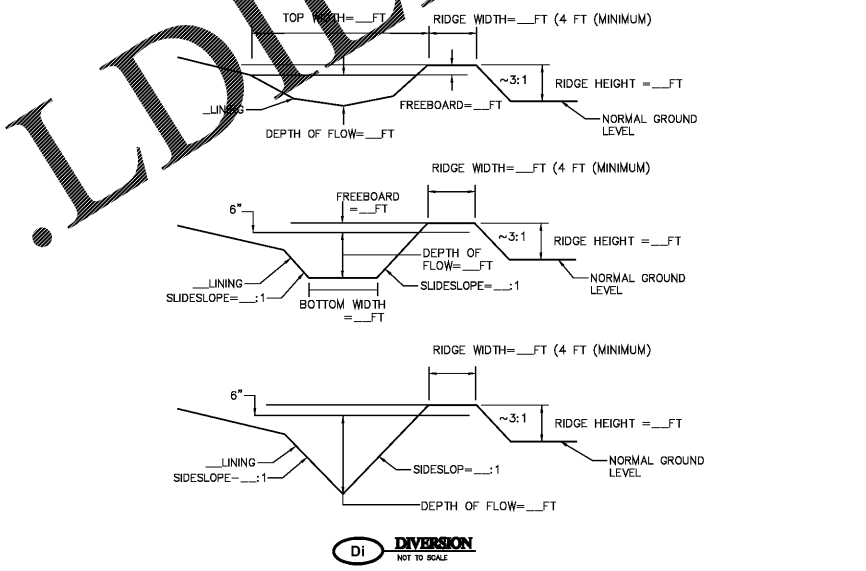 TOP WIDTH=__FT
RIDGE WIDTH=__FT (4 FT (MINIMUM)
~3:1
RIDGE HEIGHT =__FT
_LINING
FREEBOARD=__FT
DEPTH OF FLOW=__FT
NORMAL GROUND
LEVEL
RIDGE WIDTH=__FT (4 FT (MINIMUM)
FREEBOARD
=__FT
6"
~3:1
RIDGE HEIGHT =__FT
DEPTH OF
FLOW=__FT
__LINING
SLIDESLOPE=__:1
SLIDESLOPE=__:1
NORMAL GROUND
LEVEL
BOTTOM WIDTH
=__FT
RIDGE WIDTH=__FT (4 FT (MINIMUM)
6"
~3:1
RIDGE HEIGHT =__FT
__LINING
SIDESLOPE-__:1
SIDESLOP=__:1
NORMAL GROUND
LEVEL
DEPTH OF FLOW=__FT
Di
DIVERSION
NOT TO SCALE